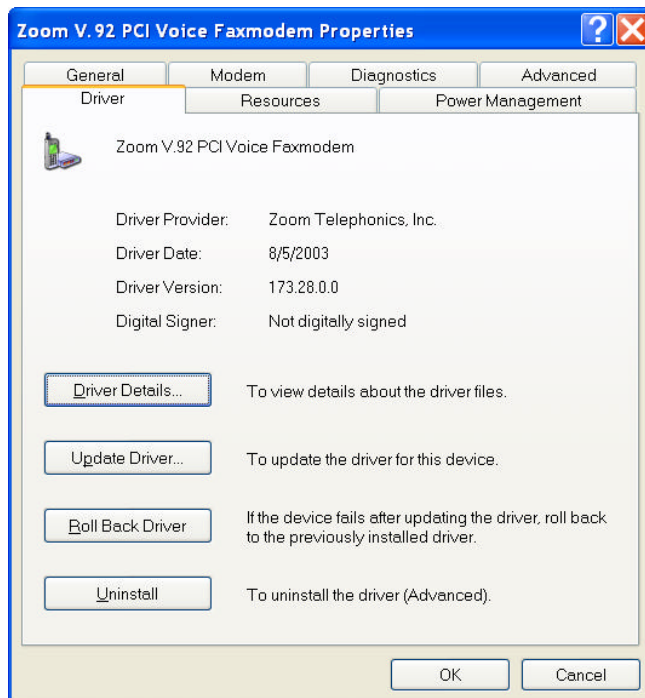 Zoom V.92 PCI Voice Faxmodem Properties
General Modem Diagnostics Advanced
Driver Resources Power Management
Zoom V.92 PCI Voice Faxmodem
Driver Provider: Zoom Telephonics, Inc.
Driver Date: 8/5/2003
Driver Version: 173.28.0.0
Digital Signer: Not digitally signed
Driver Details... To view details about the driver files.
Update Driver... To update the driver for this device.
Roll Back Driver If the device fails after updating the driver, roll back
to the previously installed driver.
Uninstall To uninstall the driver (Advanced).
OK Cancel